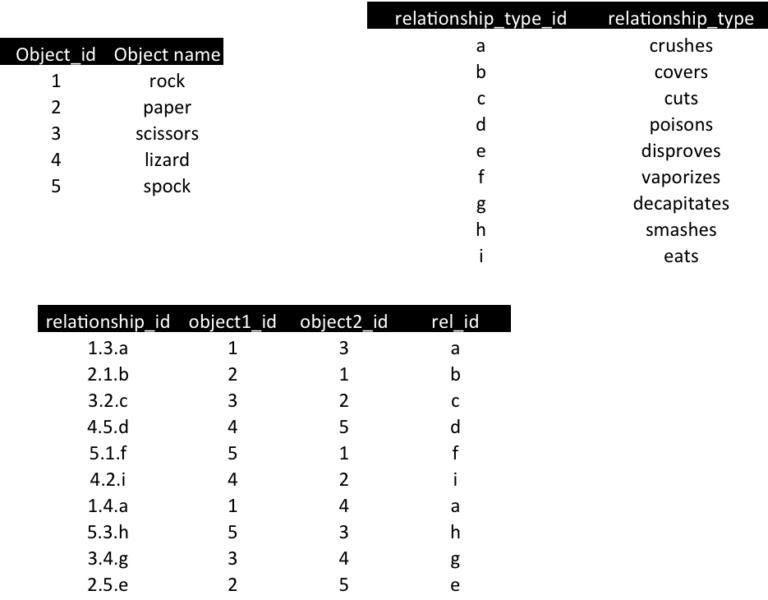 Object_id Object name
1 rock
2 paper
3 scissors
4 lizard
5 spock
relationship_type_id relationship_type
a crushes
b covers
c cuts
d poisons
e disproves
f vaporizes
g decapitates
h smashes
i eats
relationship_id object1_id object2_id rel_id
1.3.a 1 3 a
2.1.b 2 1 b
3.2.c 3 2 c
4.5.d 4 5 d
5.1.f 5 1 f
4.2.i 4 2 i
1.4.a 1 4 a
5.3.h 5 3 h
3.4.g 3 4 g
2.5.e 2 5 e